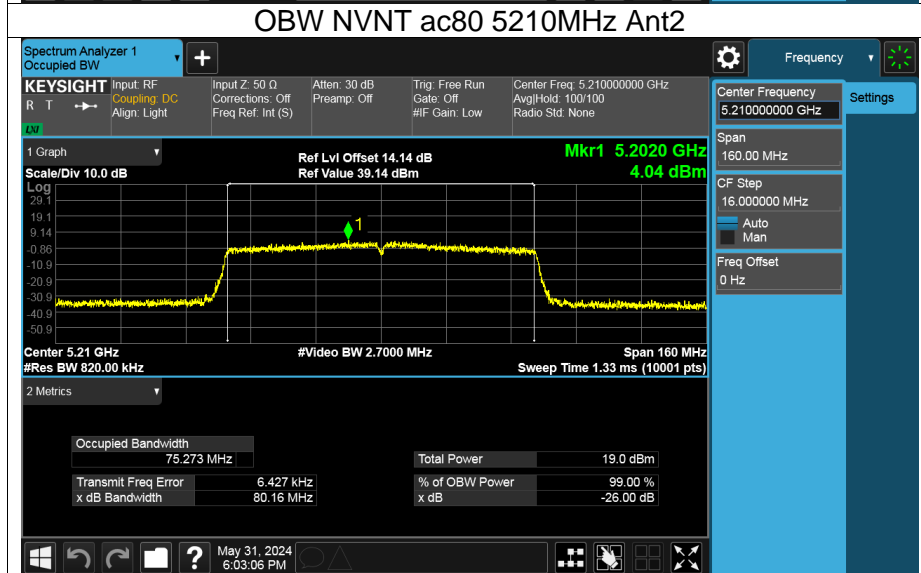 OBW NVNT ac80 5210MHz Ant2
Spectrum Analyzer 1
Occupied BW
+
Frequency
KEYSIGHT
R T
LXI
Input: RF
Coupling: DC
Align: Light
Input Z: 50 Ω
Corrections: Off
Freq Ref: Int (S)
Atten: 30 dB
Preamp: Off
Trig: Free Run
Gate: Off
#IF Gain: Low
Center Freq: 5.210000000 GHz
Avg|Hold: 100/100
Radio Std: None
Center Frequency
5.210000000 GHz
Settings
Span
160.00 MHz
CF Step
16.000000 MHz
Auto
Man
Freq Offset
0 Hz
1 Graph
Scale/Div 10.0 dB
Ref Lvl Offset 14.14 dB
Ref Value 39.14 dBm
Mkr1 5.2020 GHz
4.04 dBm
Log
29.1
19.1
9.14
-0.86
-10.9
-20.9
-30.9
-40.9
-50.9
1
Center 5.21 GHz
#Video BW 2.7000 MHz
Span 160 MHz
#Res BW 820.00 kHz
Sweep Time 1.33 ms (10001 pts)
2 Metrics
Occupied Bandwidth
75.273 MHz
Total Power 19.0 dBm
Transmit Freq Error 6.427 kHz
% of OBW Power 99.00 %
x dB Bandwidth 80.16 MHz
x dB -26.00 dB
?
May 31, 2024
6:03:06 PM